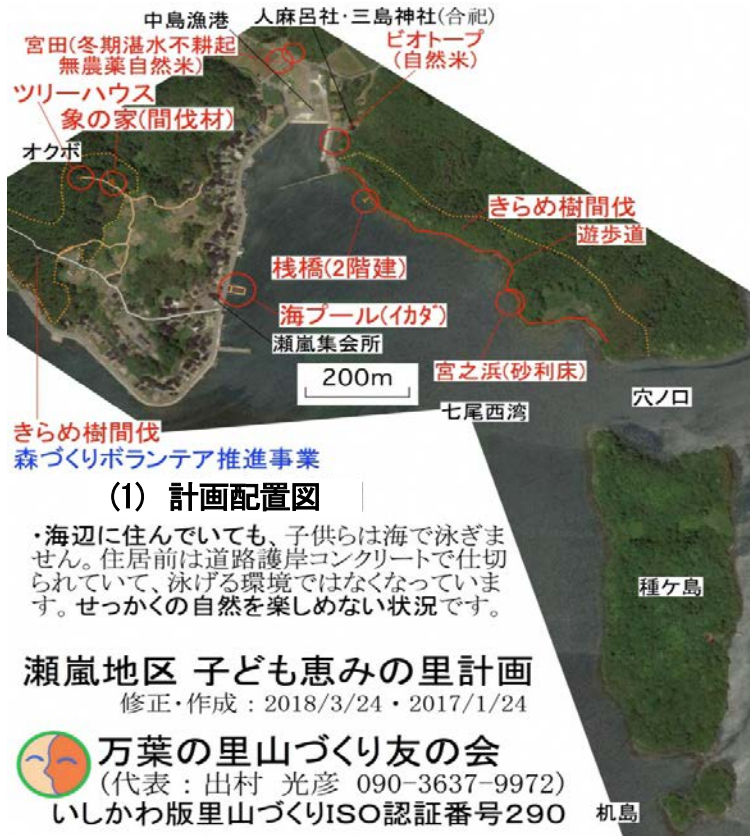 中島漁港
人麻呂社・三島神社(合祀)
宮田(冬期湛水不耕起
無農薬自然米)
ビオトープ
(自然米)
ツリーハウス
象の家(間伐材)
オクボ
きらめ樹間伐
遊歩道
桟橋(2階建)
海プール(イカダ)
瀬嵐集会所
200m
宮之浜(砂利床)
穴ノ口
七尾西湾
きらめ樹間伐
森づくりボランテア推進事業
(1) 計画配置図
・海辺に住んでいても、子供らは海で泳ぎま
せん。住居前は道路護岸コンクリートで仕切
られていて、泳げる環境ではなくなっていま
す。せっかくの自然を楽しめない状況です。
種ケ島
瀬嵐地区 子ども恵みの里計画
修正・作成：2018/3/24・2017/1/24
万葉の里山づくり友の会
(代表：出村 光彦 090-3637-9972)
いしかわ版里山づくりISO認証番号290
机島